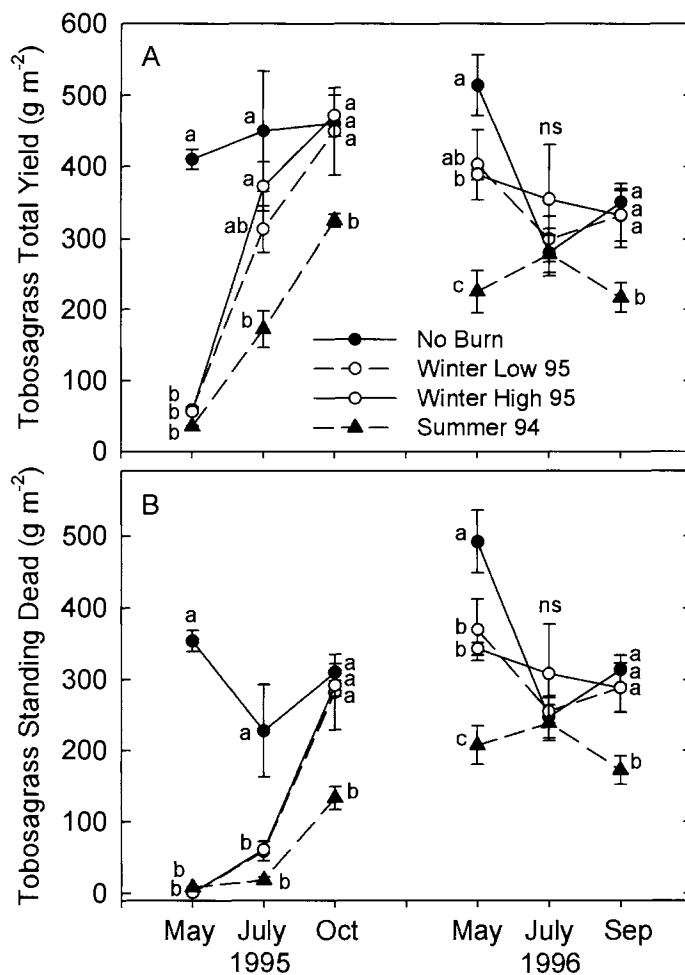 600
A
500
400
300
200
100
0
Tobosagrass Total Yield (g m⁻²)
a
a
a
a
a
a
ab
b
b
b
b
b
a
ab
b
c
ns
a
a
a
b
No Burn
Winter Low 95
Winter High 95
Summer 94
B
500
400
300
200
100
0
Tobosagrass Standing Dead (g m⁻²)
a
a
a
a
a
b
b
b
b
b
a
b
b
c
ns
a
a
a
b
May July Oct May July Sep
1995 1996